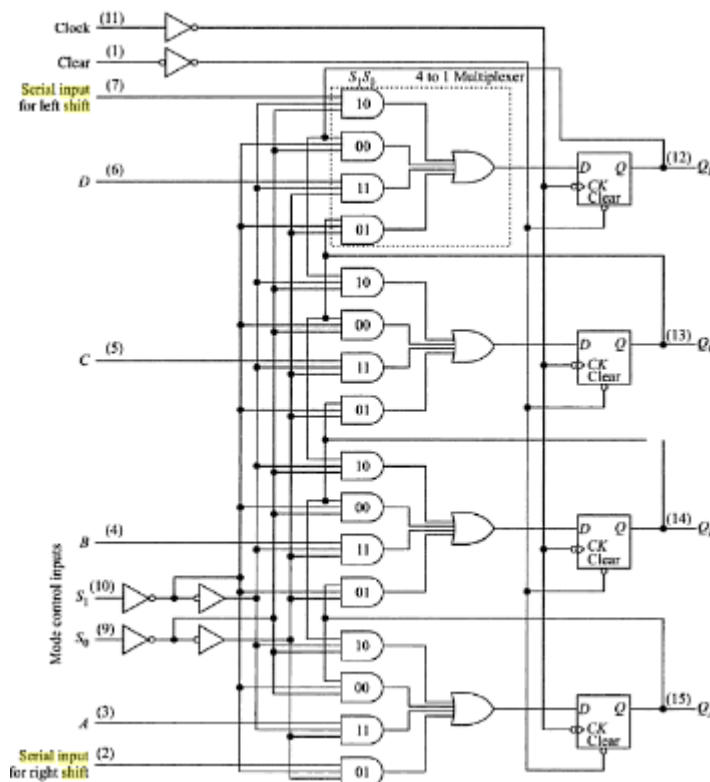 Clock (11)
Clear (1)
Serial input (7)
for left shift
S₁S₀ 4 to 1 Multiplexer
10
00
D (6)
11
01
D Q (12)
CK
Clear
10
00
C (5)
11
01
D Q (13)
CK
Clear
10
00
B (4)
11
01
D Q (14)
CK
Clear
Mode control inputs
S₁ (10)
S₀ (9)
10
00
A (3)
11
01
D Q (15)
CK
Clear
Serial input (2)
for right shift